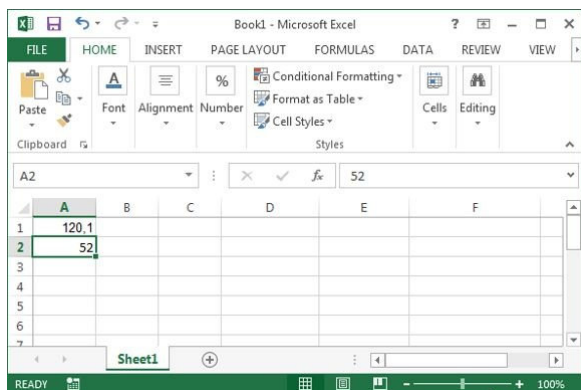 Book1 - Microsoft Excel ?
FILE HOME INSERT PAGE LAYOUT FORMULAS DATA REVIEW VIEW
Paste Font Alignment Number Conditional Formatting Format as Table Cell Styles Cells Editing
Clipboard Styles
A2 fx 52
A B C D E F
1 120,1
2 52
3
4
5
6
7
Sheet1
READY 100%